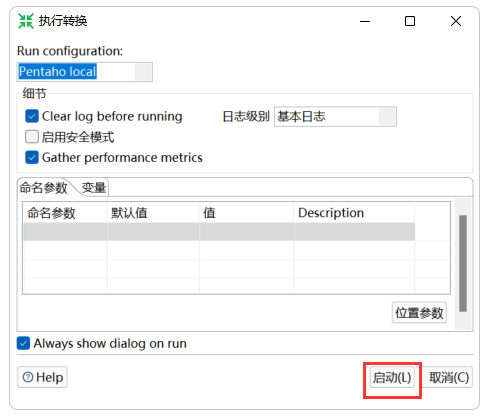 执行转换
Run configuration:
Pentaho local
细节
Clear log before running 日志级别 基本日志
启用安全模式
Gather performance metrics
命名参数 变量
命名参数 默认值 值 Description
位置参数
Always show dialog on run
Help 启动(L) 取消(C)